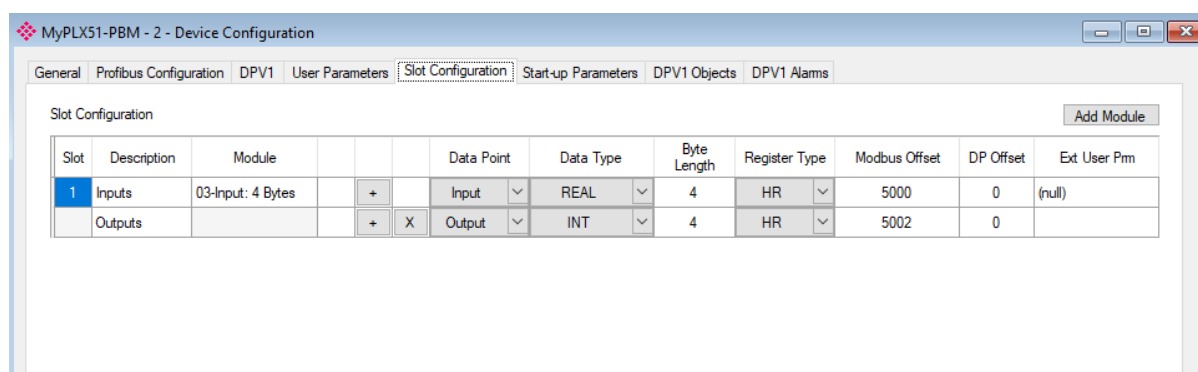 MyPLX51-PBM - 2 - Device Configuration
General Profibus Configuration DPV1 User Parameters Slot Configuration Start-up Parameters DPV1 Objects DPV1 Alarms
Slot Configuration Add Module
Slot Description Module Data Point Data Type Byte Length Register Type Modbus Offset DP Offset Ext User Prm
1 Inputs 03-Input: 4 Bytes + Input REAL 4 HR 5000 0 (null)
Outputs + X Output INT 4 HR 5002 0